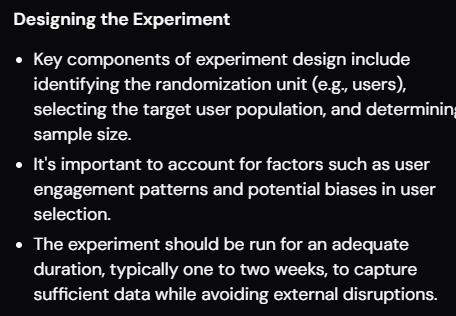 Designing the Experiment
• Key components of experiment design include
identifying the randomization unit (e.g., users),
selecting the target user population, and determining
sample size.
• It's important to account for factors such as user
engagement patterns and potential biases in user
selection.
• The experiment should be run for an adequate
duration, typically one to two weeks, to capture
sufficient data while avoiding external disruptions.